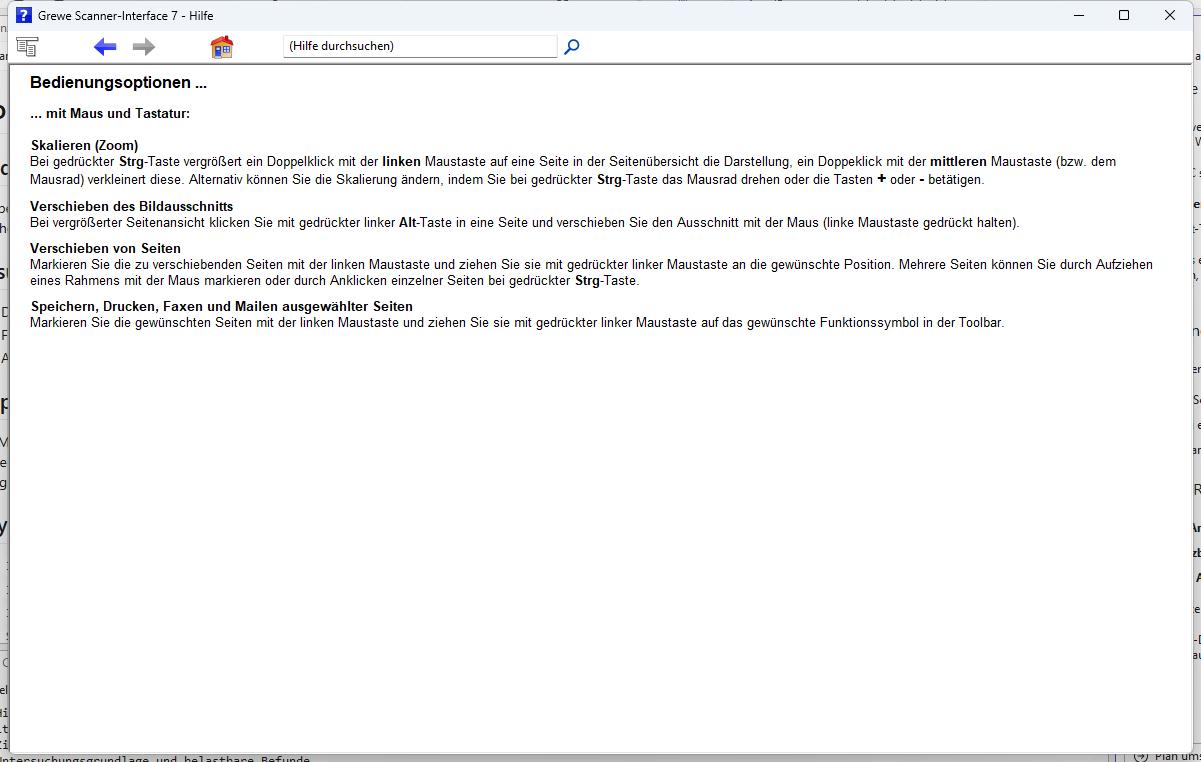 Grewe Scanner-Interface 7 - Hilfe
(Hilfe durchsuchen)
Bedienungsoptionen ...
... mit Maus und Tastatur:
Skalieren (Zoom)
Bei gedrückter Strg-Taste vergrößert ein Doppelklick mit der linken Maustaste auf eine Seite in der Seitenübersicht die Darstellung, ein Doppeklick mit der mittleren Maustaste (bzw. dem
Mausrad) verkleinert diese. Alternativ können Sie die Skalierung ändern, indem Sie bei gedrückter Strg-Taste das Mausrad drehen oder die Tasten + oder - betätigen.
Verschieben des Bildausschnitts
Bei vergrößerter Seitenansicht klicken Sie mit gedrückter linker Alt-Taste in eine Seite und verschieben Sie den Ausschnitt mit der Maus (linke Maustaste gedrückt halten).
Verschieben von Seiten
Markieren Sie die zu verschiebenden Seiten mit der linken Maustaste und ziehen Sie sie mit gedrückter linker Maustaste an die gewünschte Position. Mehrere Seiten können Sie durch Aufziehen
eines Rahmens mit der Maus markieren oder durch Anklicken einzelner Seiten bei gedrückter Strg-Taste.
Speichern, Drucken, Faxen und Mailen ausgewählter Seiten
Markieren Sie die gewünschten Seiten mit der linken Maustaste und ziehen Sie sie mit gedrückter linker Maustaste auf das gewünschte Funktionssymbol in der Toolbar.
und belastbare Befunde
Plan